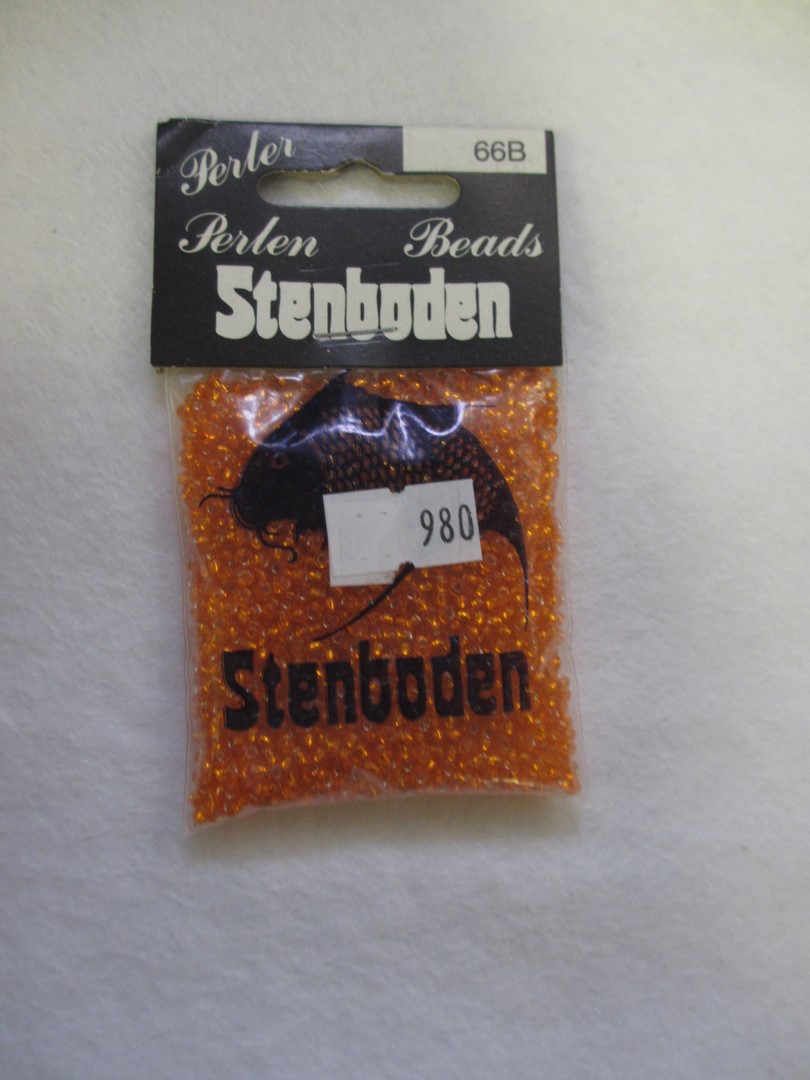 66B
Perler
Perlen Beads
Stenboden
980
Stenboden